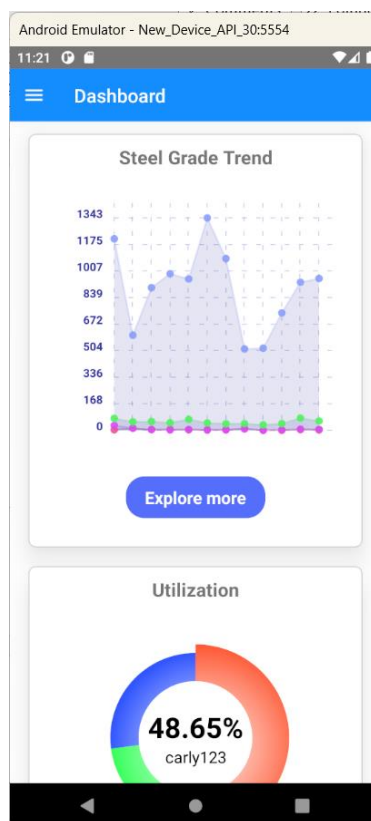 Android Emulator - New_Device_API_30:5554
11:21
Dashboard
Steel Grade Trend
1343
1175
1007
839
672
504
336
168
0
Explore more
Utilization
48.65%
carly123